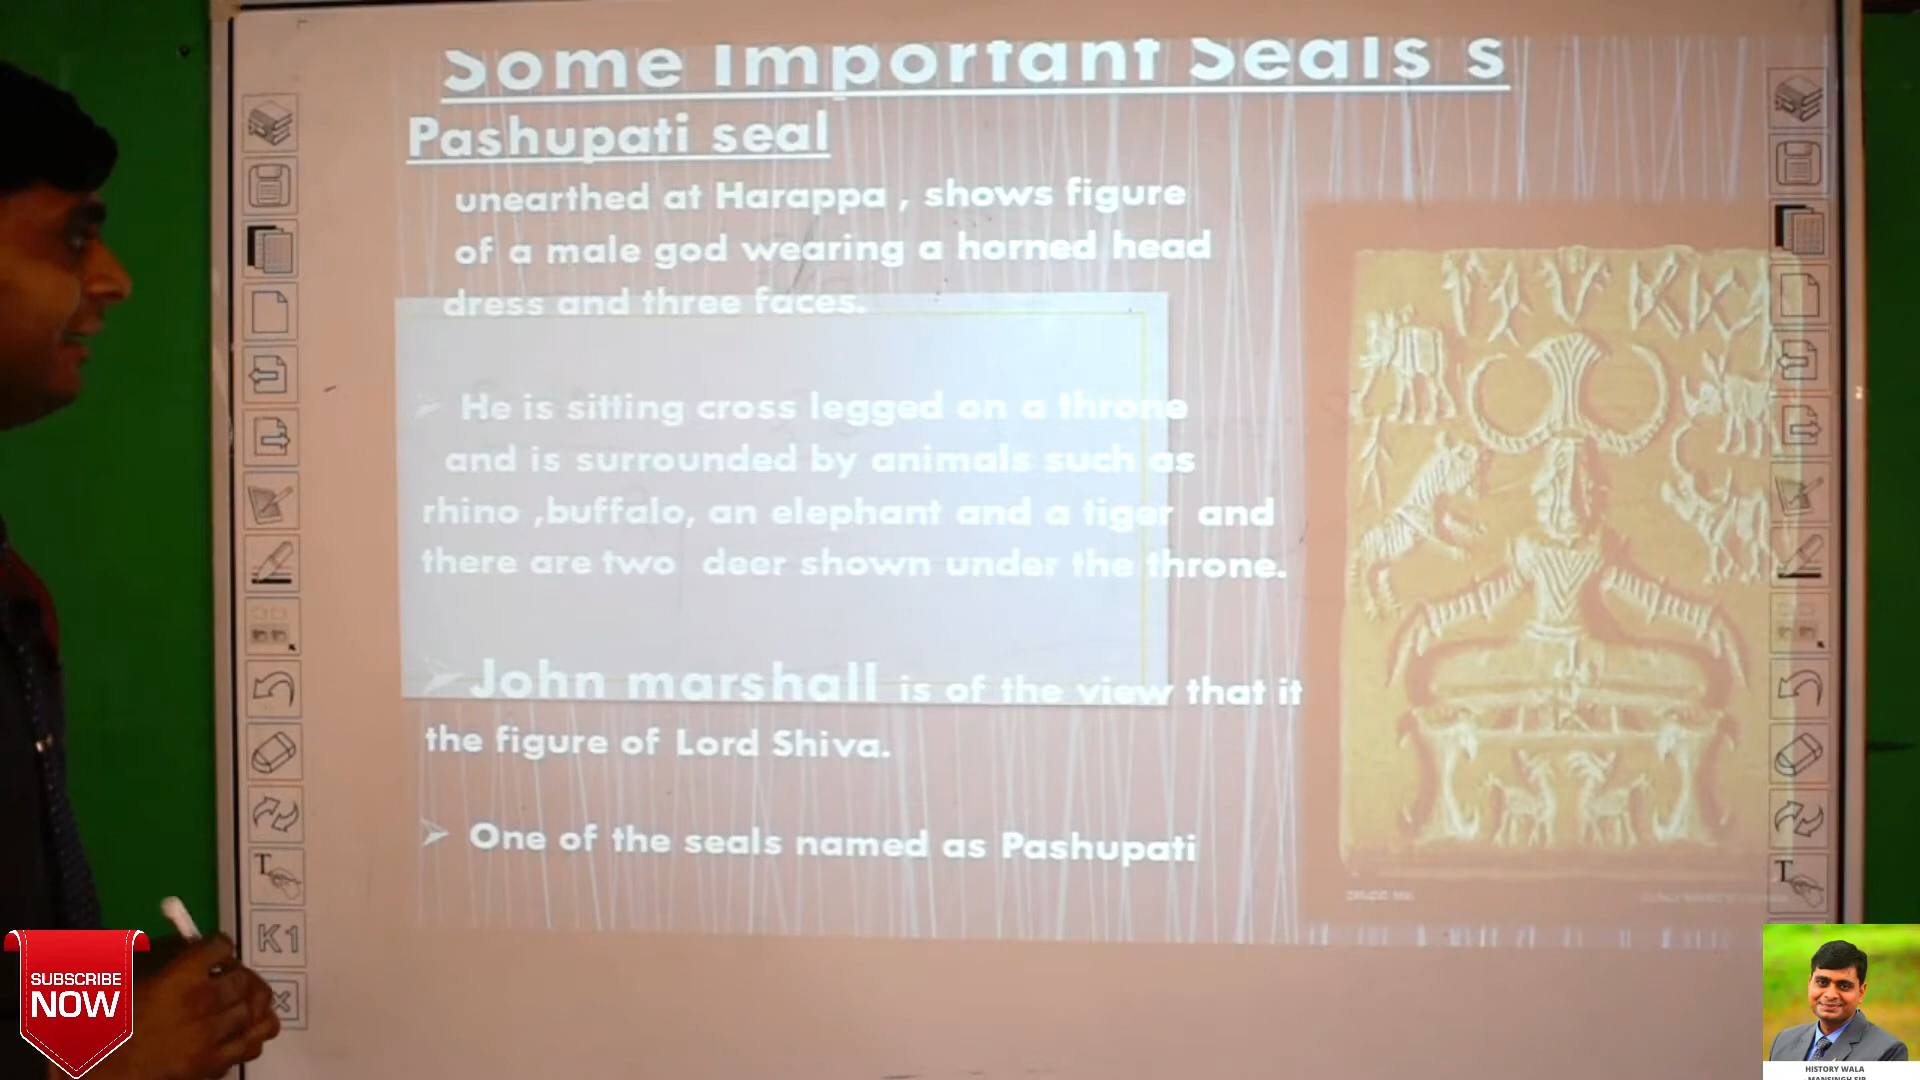 Some Important Seals s
Pashupati seal
unearthed at Harappa , shows figure
of a male god wearing a horned head
dress and three faces.
➢ He is sitting cross legged on a throne
and is surrounded by animals such as
rhino ,buffalo, an elephant and a tiger and
there are two deer shown under the throne.
➢ John marshall is of the view that it
the figure of Lord Shiva.
➢ One of the seals named as Pashupati
T
K1
T
SUBSCRIBE
NOW
HISTORY WALA
MANSINGH SIR